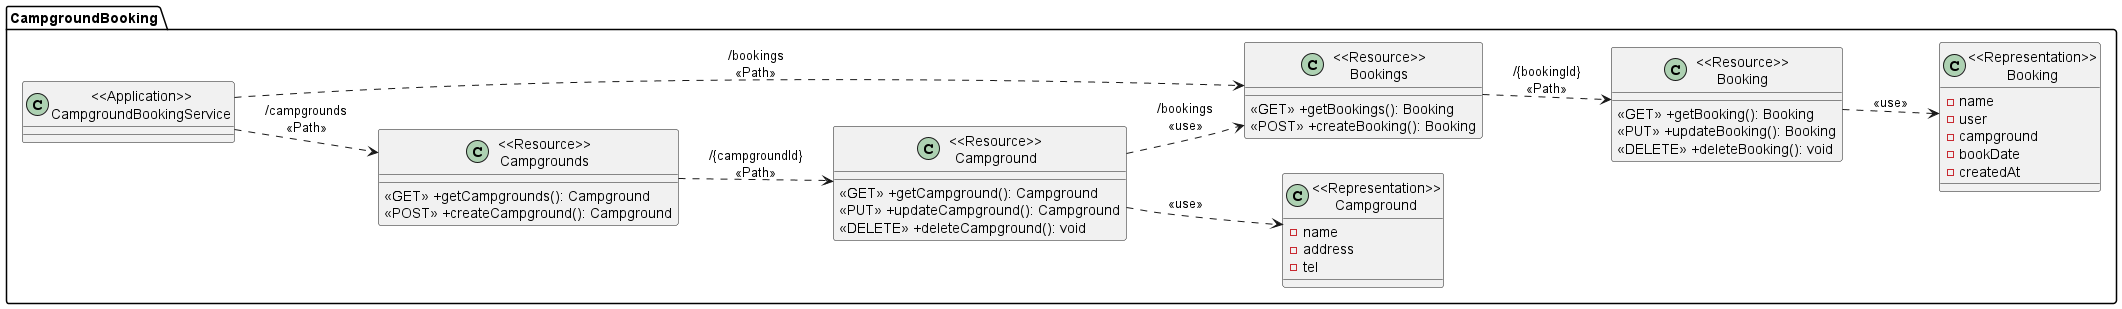 CampgroundBooking
<<Application>>
CampgroundBookingService
/bookings
«Path»
/campgrounds
«Path»
<<Resource>>
Campgrounds
«GET» +getCampgrounds(): Campground
«POST» +createCampground(): Campground
/{campgroundId}
«Path»
<<Resource>>
Campground
«GET» +getCampground(): Campground
«PUT» +updateCampground(): Campground
«DELETE» +deleteCampground(): void
/bookings
«use»
«use»
<<Resource>>
Bookings
«GET» +getBookings(): Booking
«POST» +createBooking(): Booking
<<Representation>>
Campground
name
address
tel
/{bookingId}
«Path»
<<Resource>>
Booking
«GET» +getBooking(): Booking
«PUT» +updateBooking(): Booking
«DELETE» +deleteBooking(): void
«use»
<<Representation>>
Booking
name
user
campground
bookDate
createdAt